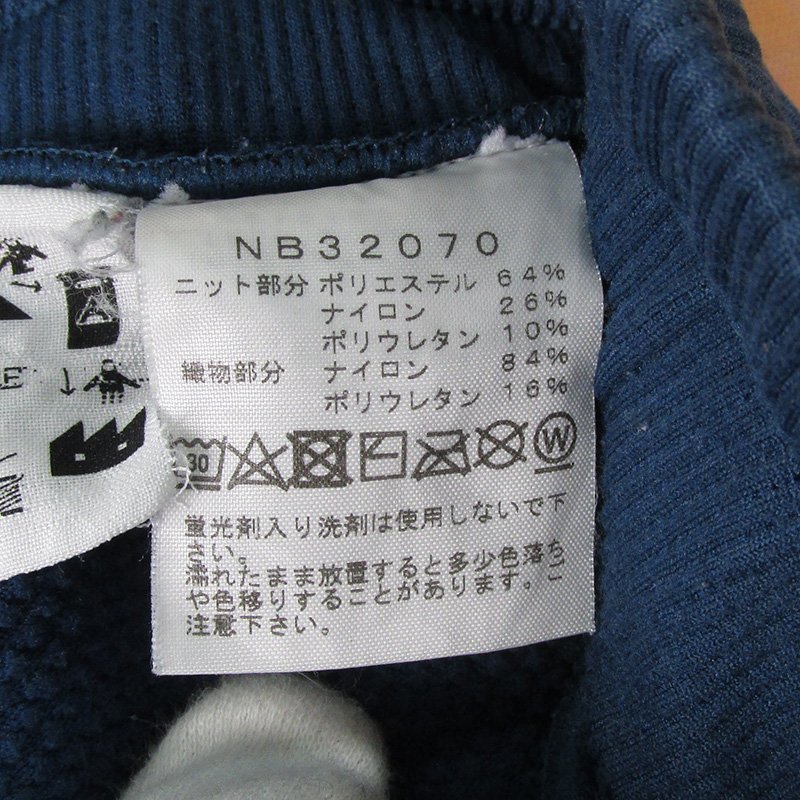 NB32070
ニット部分 ポリエステル 64%
ナイロン 26%
ポリウレタン 10%
織物部分 ナイロン 84%
ポリウレタン 16%
30
W
蛍光剤入り洗剤は使用しないで下
さい。
濡れたまま放置すると多少色落ち
や色移りすることがあります。ご
注意下さい。